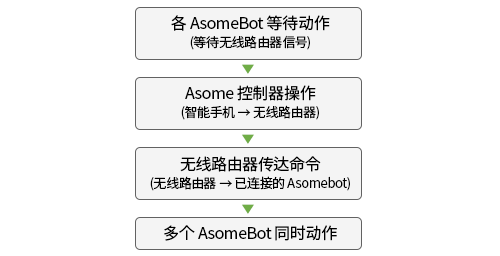 各 AsomeBot 等待动作
(等待无线路由器信号)
Asome 控制器操作
(智能手机 → 无线路由器)
无线路由器传达命令
(无线路由器 → 已连接的 Asomebot)
多个 AsomeBot 同时动作